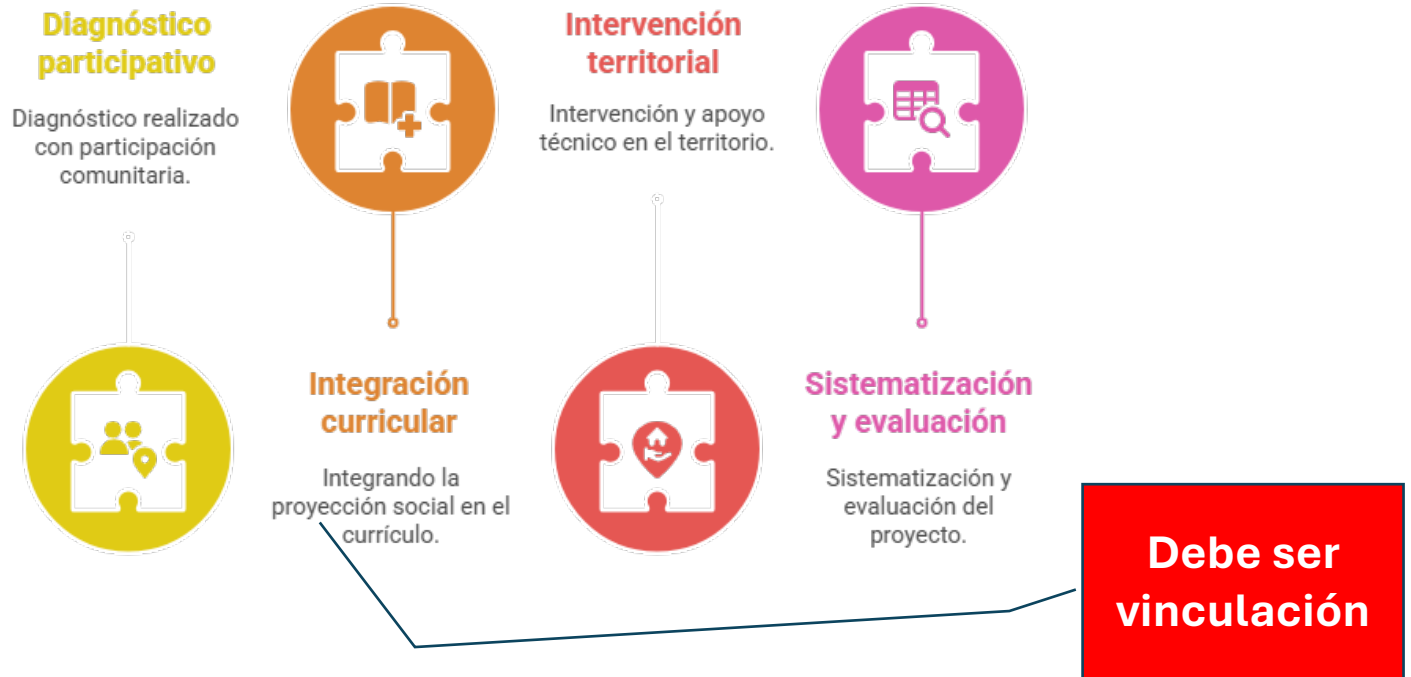 Diagnóstico
participativo
Diagnóstico realizado
con participación
comunitaria.
Integración
curricular
Integrando la
proyección social en el
currículo.
Intervención
territorial
Intervención y apoyo
técnico en el territorio.
Sistematización
y evaluación
Sistematización y
evaluación del
proyecto.
Debe ser
vinculación